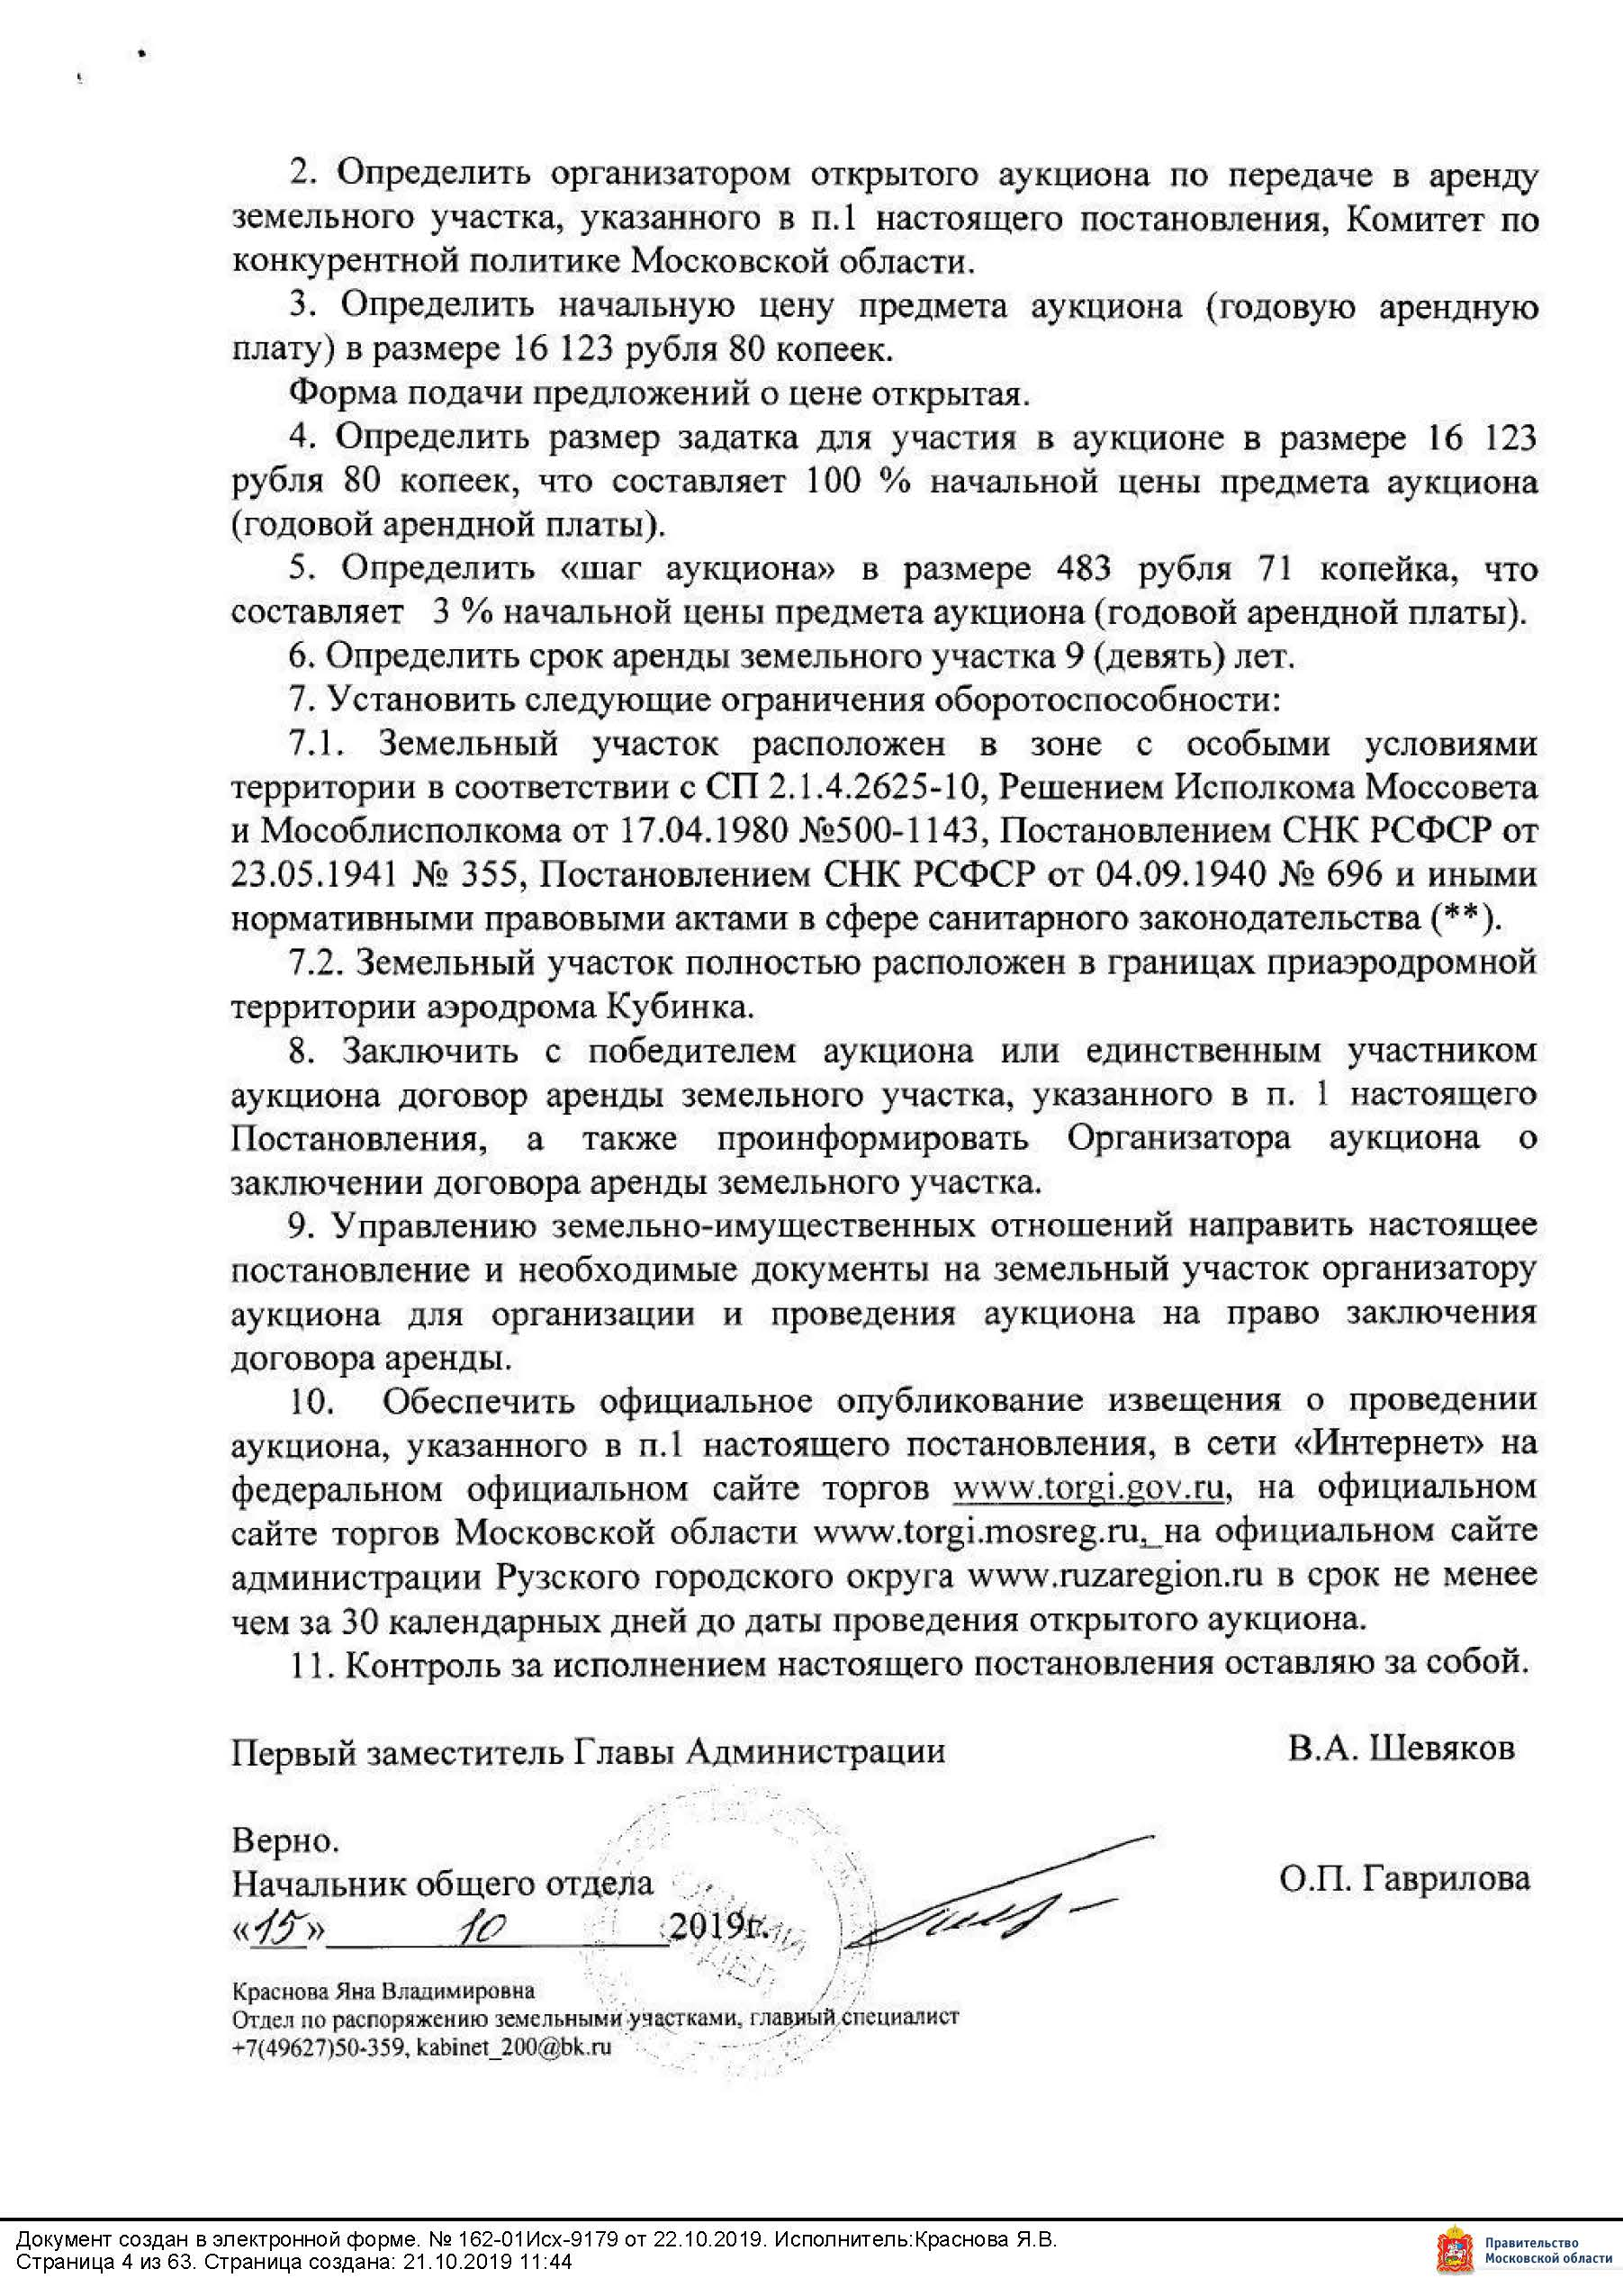 2. Определить организатором открытого аукциона по передаче в аренду
земельного участка, указанного в п.1 настоящего постановления, Комитет по
конкурентной политике Московской области.
3. Определить начальную цену предмета аукциона (годовую арендную
плату) в размере 16 123 рубля 80 копеек.
Форма подачи предложений о цене открытая.
4. Определить размер задатка для участия в аукционе в размере 16 123
рубля 80 копеек, что составляет 100 % начальной цены предмета аукциона
(годовой арендной платы).
5. Определить «шаг аукциона» в размере 483 рубля 71 копейка, что
составляет 3 % начальной цены предмета аукциона (годовой арендной платы).
6. Определить срок аренды земельного участка 9 (девять) лет.
7. Установить следующие ограничения оборотоспособности:
7.1. Земельный участок расположен в зоне с особыми условиями
территории в соответствии с СП 2.1.4.2625-10, Решением Исполкома Моссовета
и Мособлисполкома от 17.04.1980 №500-1143, Постановлением СНК РСФСР от
23.05.1941 № 355, Постановлением СНК РСФСР от 04.09.1940 № 696 и иными
нормативными правовыми актами в сфере санитарного законодательства (**).
7.2. Земельный участок полностью расположен в границах приаэродромной
территории аэродрома Кубинка.
8. Заключить с победителем аукциона или единственным участником
аукциона договор аренды земельного участка, указанного в п. 1 настоящего
Постановления, а также проинформировать Организатора аукциона о
заключении договора аренды земельного участка.
9. Управлению земельно-имущественных отношений направить настоящее
постановление и необходимые документы на земельный участок организатору
аукциона для организации и проведения аукциона на право заключения
договора аренды.
10. Обеспечить официальное опубликование извещения о проведении
аукциона, указанного в п.1 настоящего постановления, в сети «Интернет» на
федеральном официальном сайте торгов www.torgi.gov.ru, на официальном
сайте торгов Московской области www.torgi.mosreg.ru, на официальном сайте
администрации Рузского городского округа www.ruzaregion.ru в срок не менее
чем за 30 календарных дней до даты проведения открытого аукциона.
11. Контроль за исполнением настоящего постановления оставляю за собой.
Первый заместитель Главы Администрации В.А. Шевяков
Верно.
Начальник общего отдела О.П. Гаврилова
«15» 10 2019г.
Краснова Яна Владимировна
Отдел по распоряжению земельными участками, главный специалист
+7(49627)50-359, kabinet_200@bk.ru
Документ создан в электронной форме. № 162-01Исх-9179 от 22.10.2019. Исполнитель:Краснова Я.В.
Страница 4 из 63. Страница создана: 21.10.2019 11:44
Правительство
Московской области